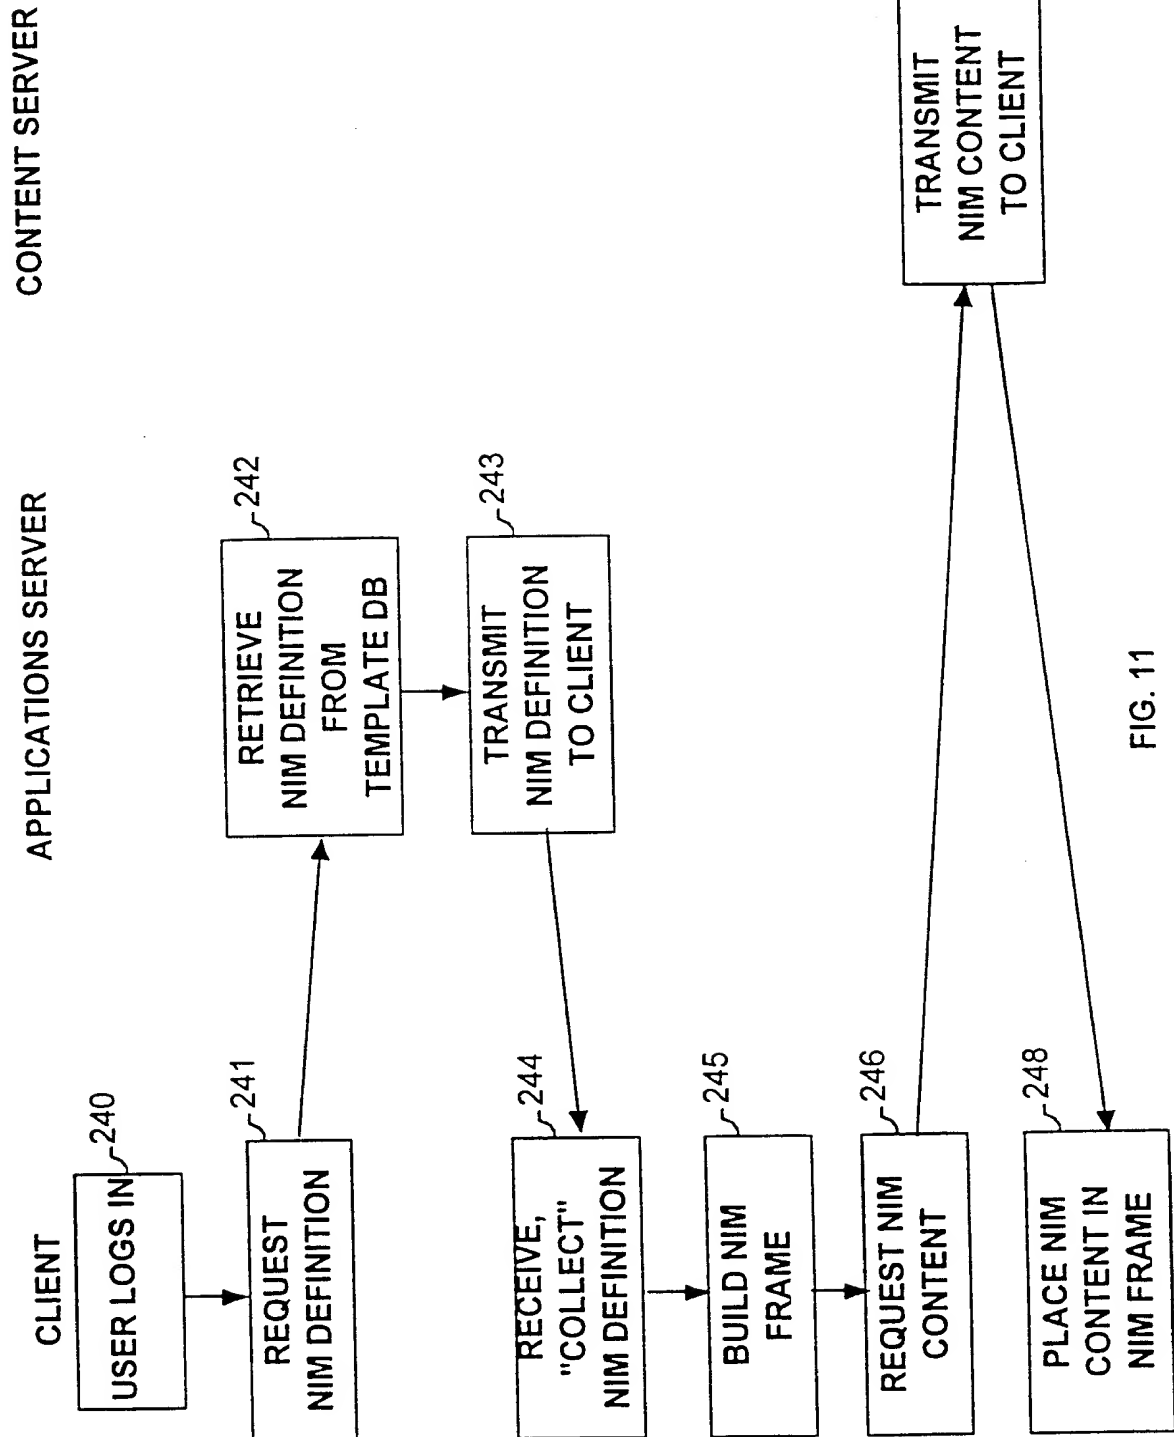 CLIENT
APPLICATIONS SERVER
CONTENT SERVER
USER LOGS IN
240
REQUEST
NIM DEFINITION
241
RETRIEVE
NIM DEFINITION
FROM
TEMPLATE DB
242
TRANSMIT
NIM DEFINITION
TO CLIENT
243
RECEIVE,
"COLLECT"
NIM DEFINITION
244
BUILD NIM
FRAME
245
REQUEST NIM
CONTENT
246
TRANSMIT
NIM CONTENT
TO CLIENT
PLACE NIM
CONTENT IN
NIM FRAME
248
FIG. 11